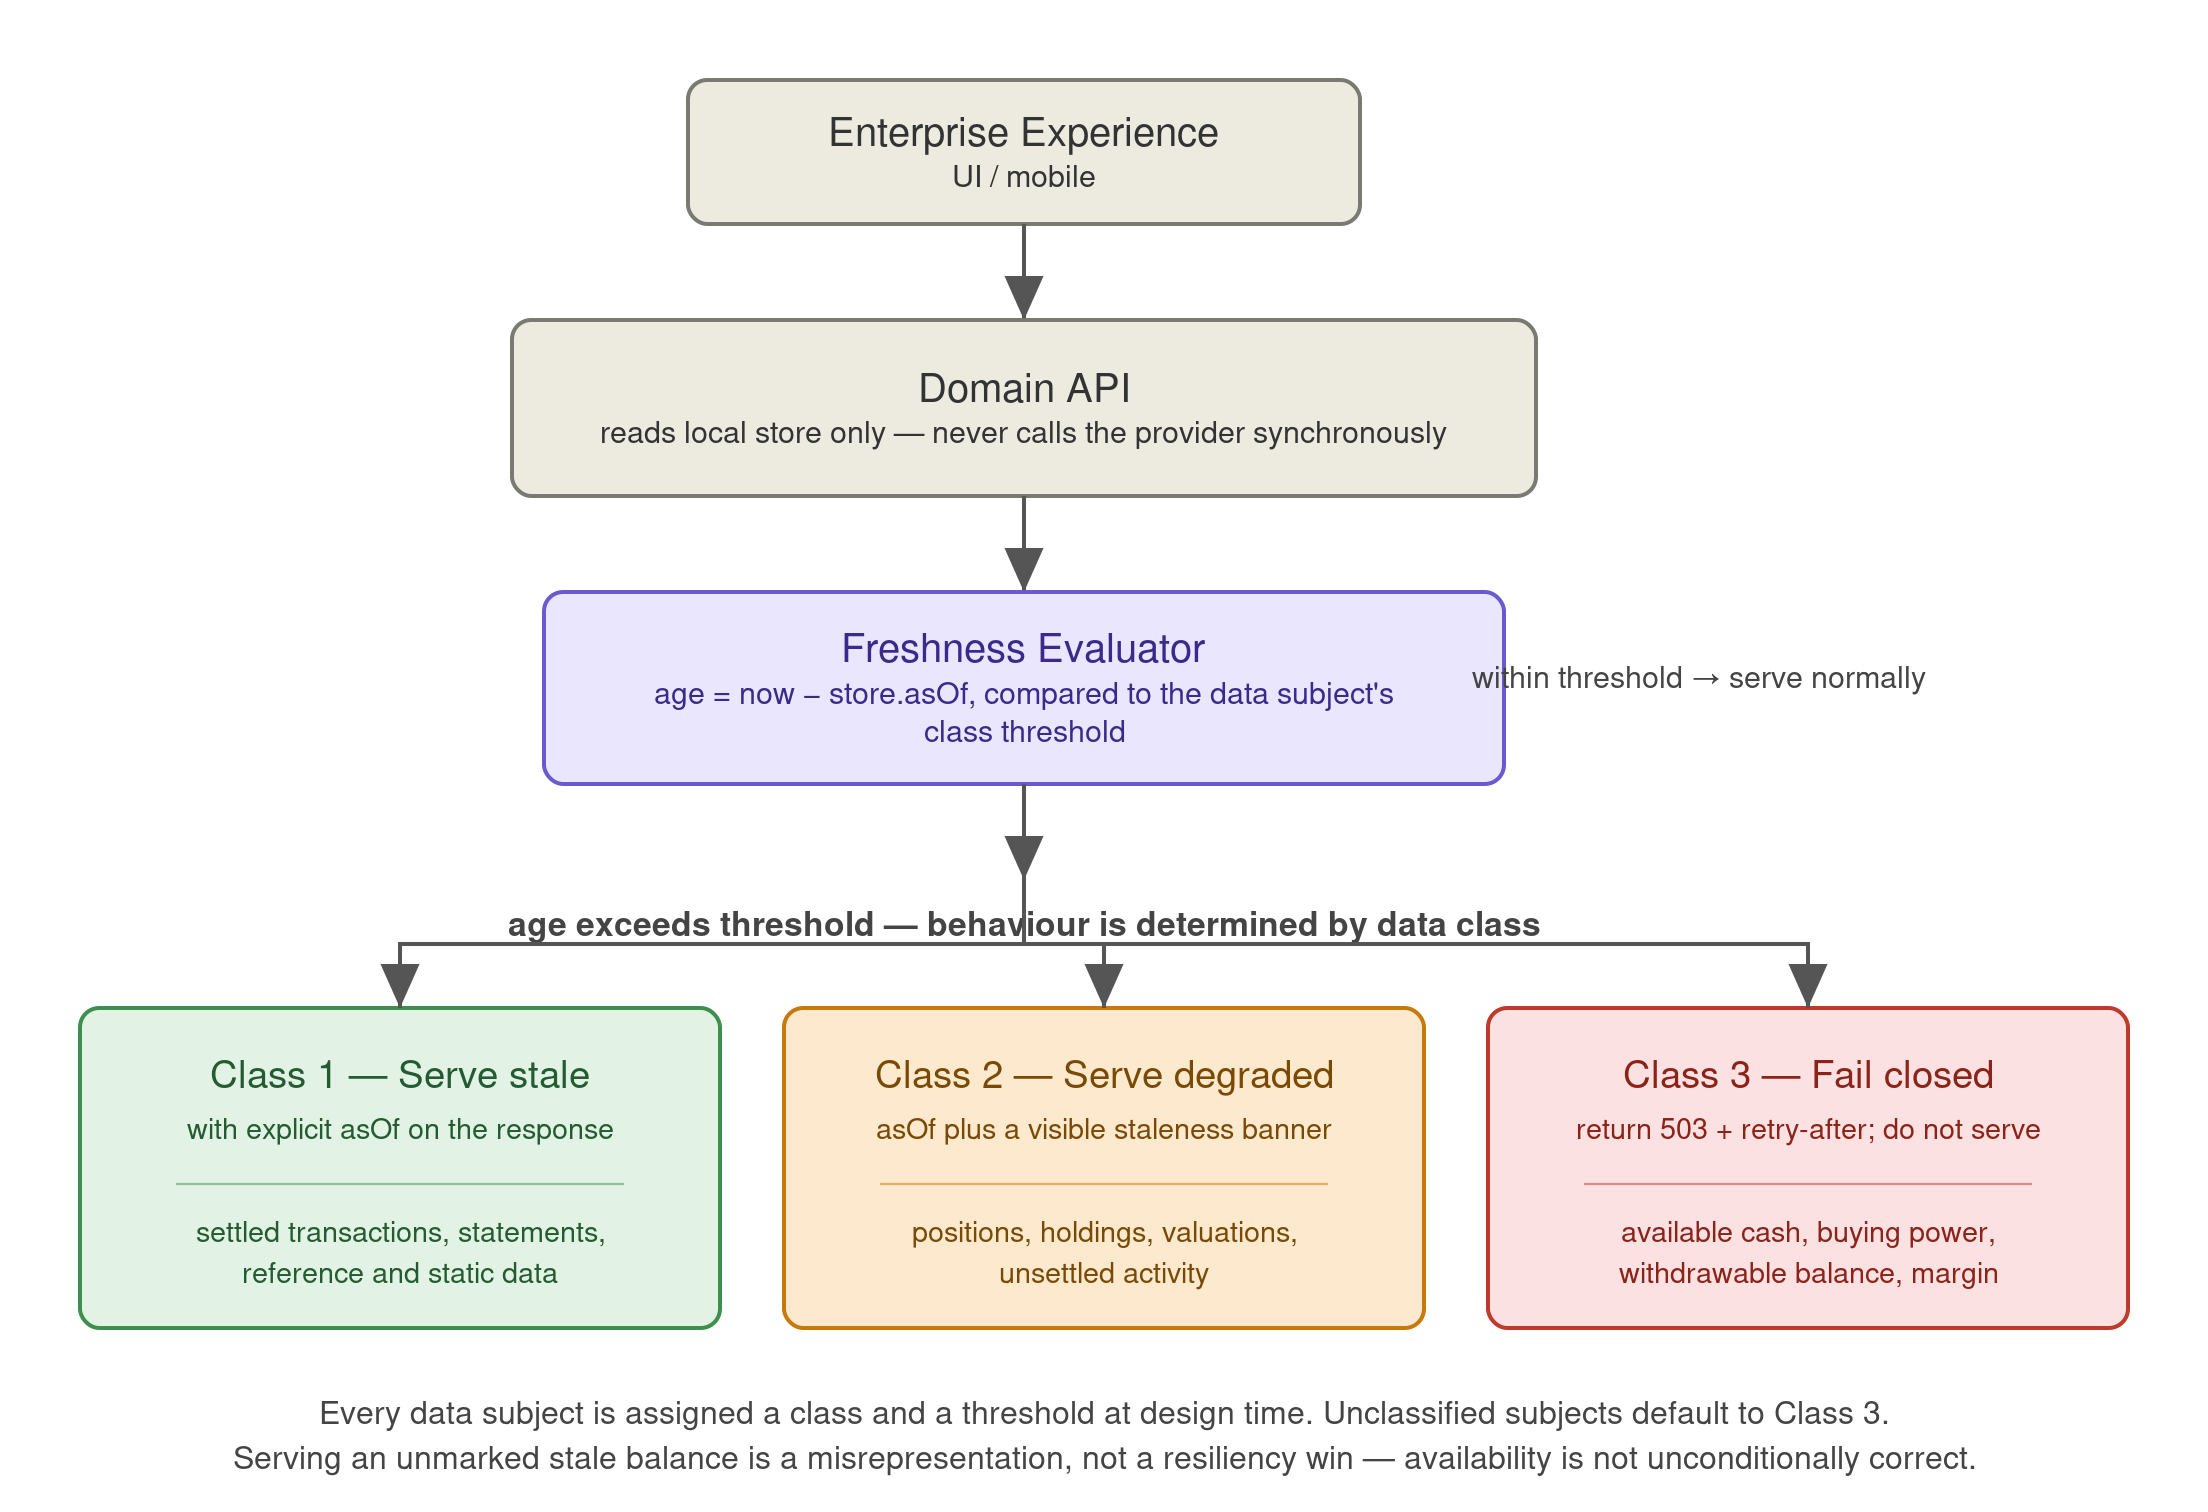 Enterprise Experience
UI / mobile
Domain API
reads local store only — never calls the provider synchronously
Freshness Evaluator
age = now – store.asOf, compared to the data subject's
class threshold
within threshold → serve normally
age exceeds threshold — behaviour is determined by data class
Class 1 — Serve stale
with explicit asOf on the response
settled transactions, statements,
reference and static data
Class 2 — Serve degraded
asOf plus a visible staleness banner
positions, holdings, valuations,
unsettled activity
Class 3 — Fail closed
return 503 + retry-after; do not serve
available cash, buying power,
withdrawable balance, margin
Every data subject is assigned a class and a threshold at design time. Unclassified subjects default to Class 3.
Serving an unmarked stale balance is a misrepresentation, not a resiliency win — availability is not unconditionally correct.